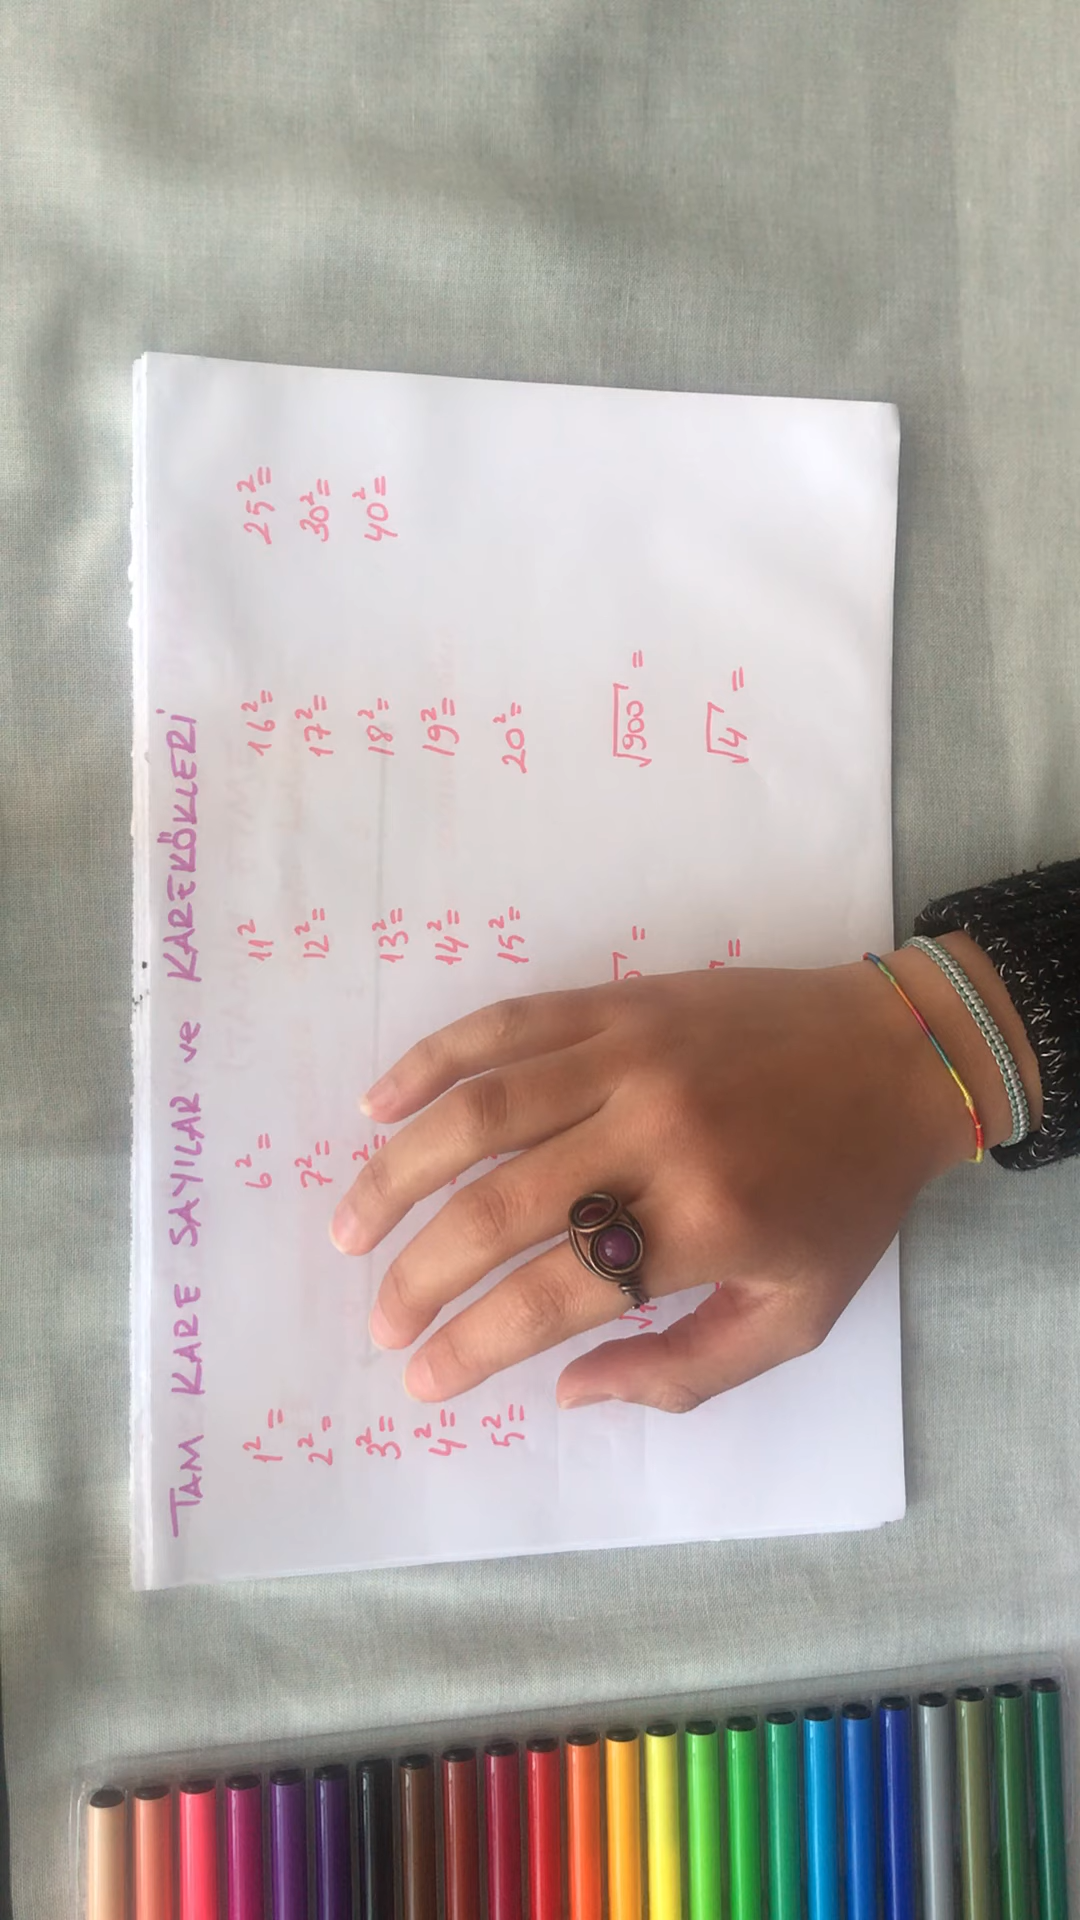 TAM KARE SAYILAR ve KAREKÖKLERİ
1²= 6²= 11² 16²= 25²=
2²= 7²= 12²= 17²= 30²=
3²= ²= 13²= 18²= 40²=
4²= 14²= 19²=
5²= 15²= 20²=
= √900 =
= √4 =